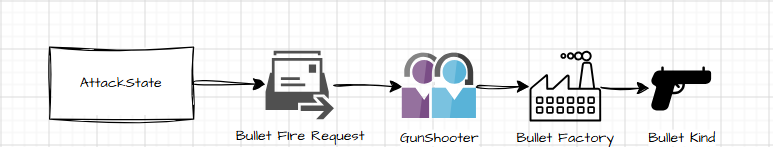 AttackState
Bullet Fire Request
GunShooter
Bullet Factory
Bullet Kind